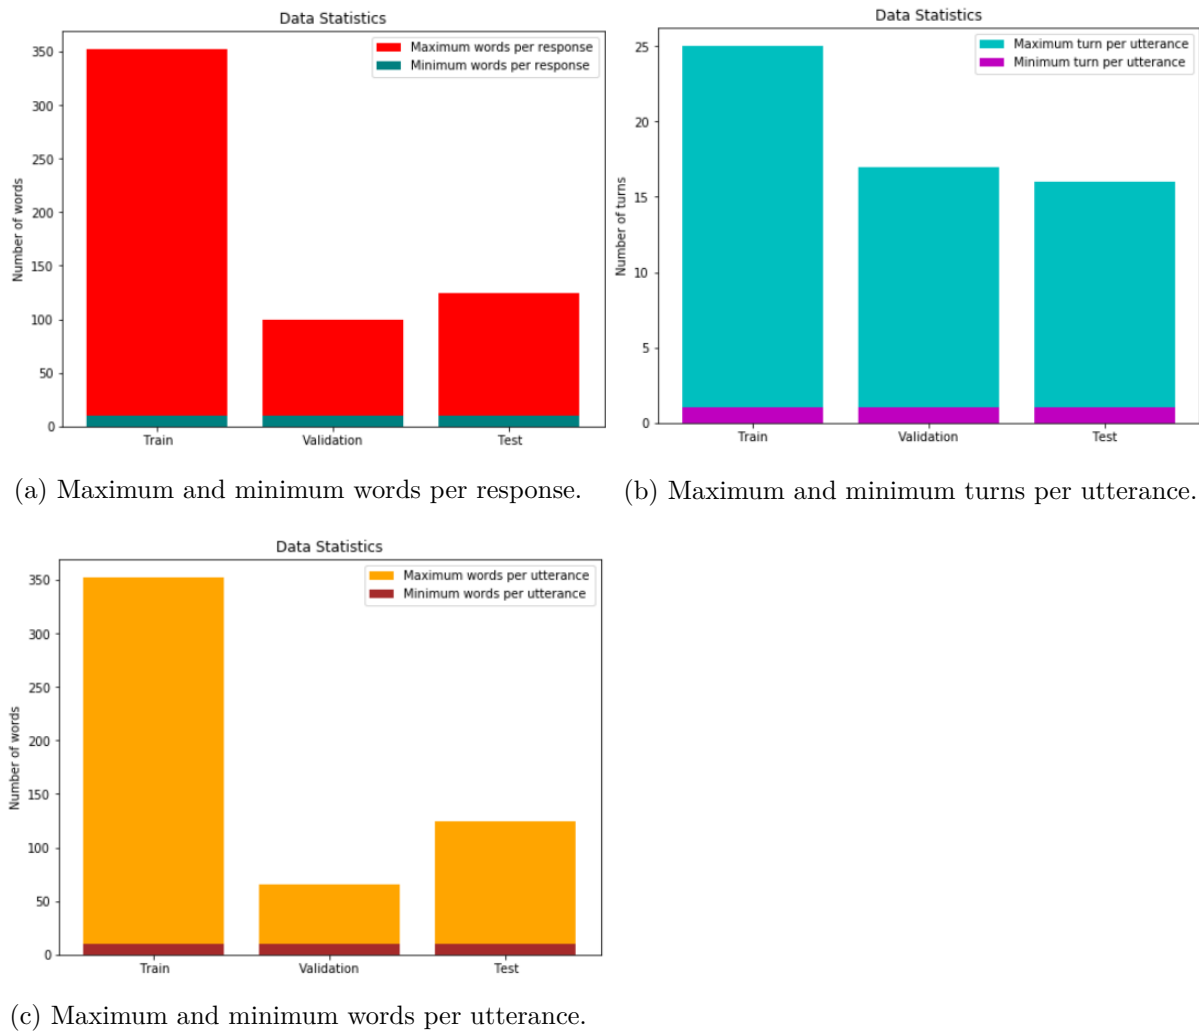 Data Statistics
Maximum words per response
Minimum words per response
Number of words
350
300
250
200
150
100
50
0
Train Validation Test
(a) Maximum and minimum words per response.
Data Statistics
Maximum turn per utterance
Minimum turn per utterance
Number of turns
25
20
15
10
5
0
Train Validation Test
(b) Maximum and minimum turns per utterance.
Data Statistics
Maximum words per utterance
Minimum words per utterance
Number of words
350
300
250
200
150
100
50
0
Train Validation Test
(c) Maximum and minimum words per utterance.